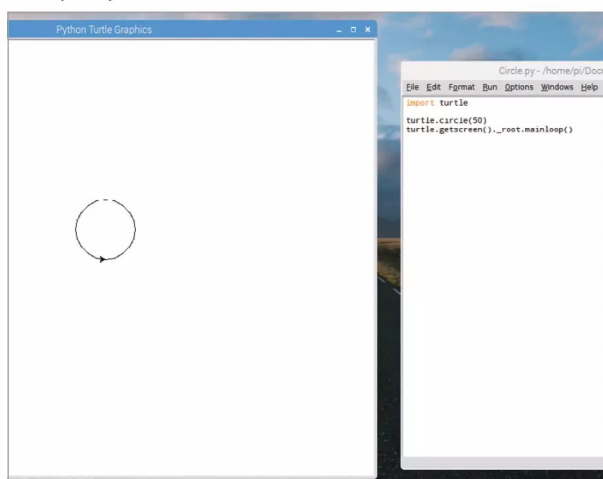 Python Turtle Graphics
Circle.py - /home/pi/Docu
File Edit Format Run Options Windows Help
import turtle
turtle.circle(50)
turtle.getscreen()._root.mainloop()